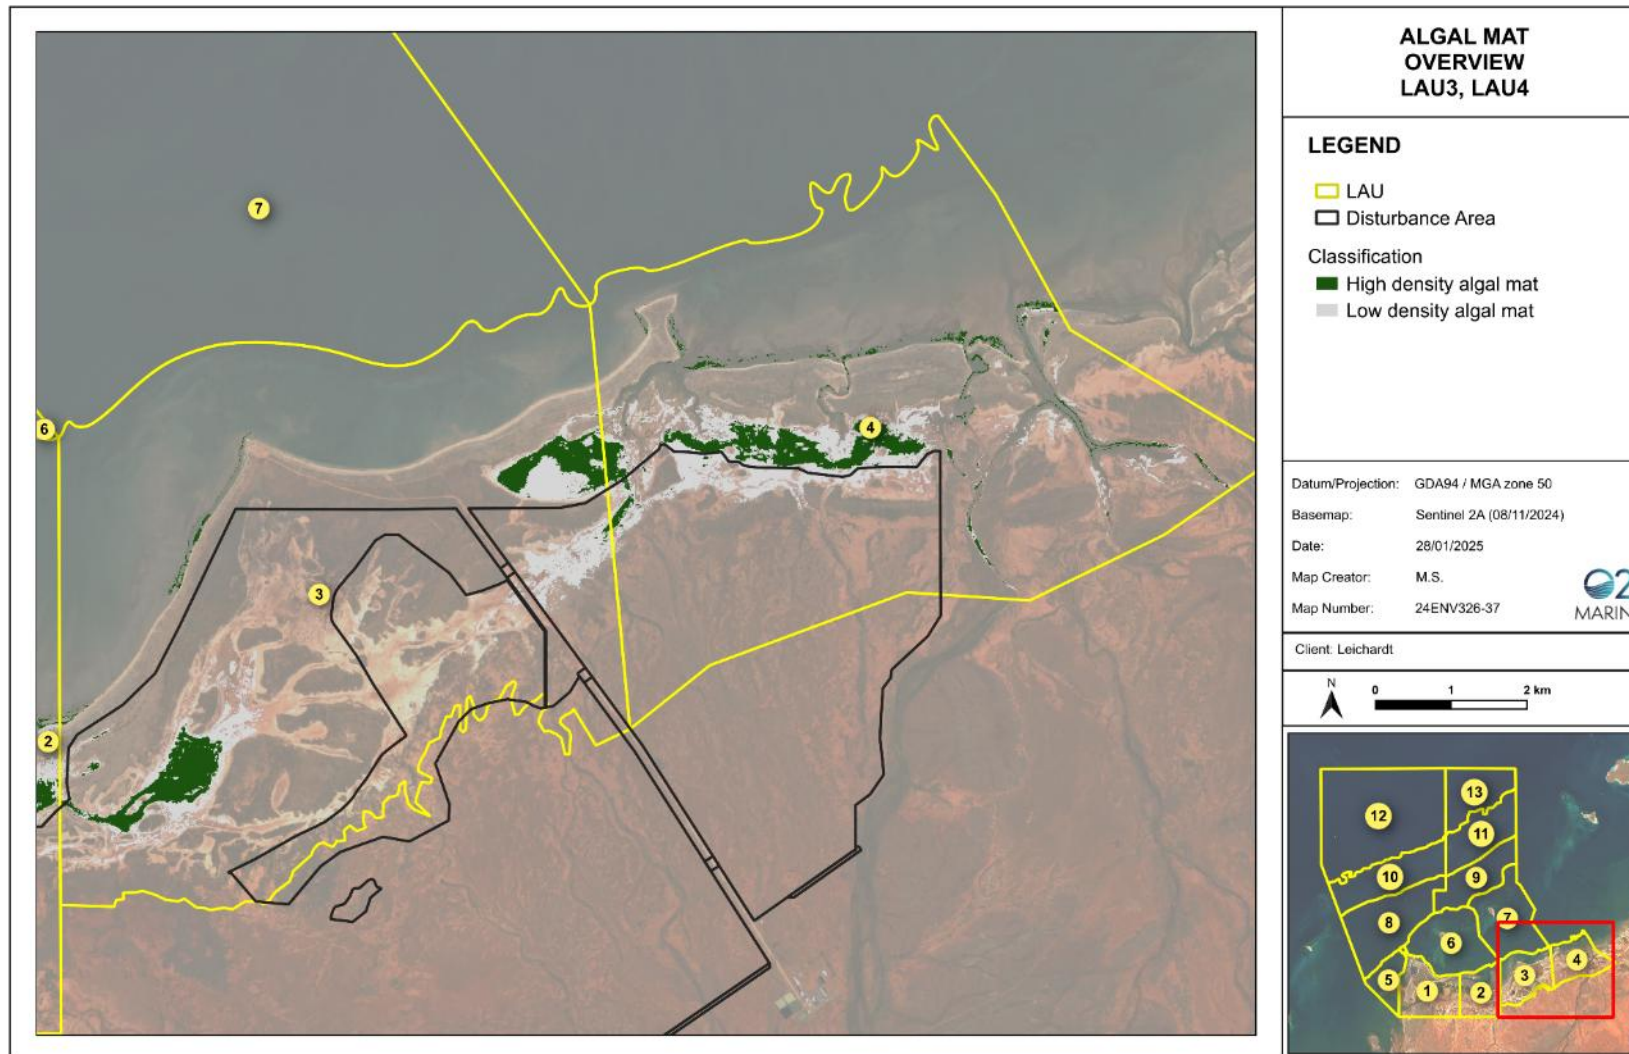 ALGAL MAT
OVERVIEW
LAU3, LAU4
LEGEND
LAU
Disturbance Area
Classification
High density algal mat
Low density algal mat
Datum/Projection: GDA94 / MGA zone 50
Basemap: Sentinel 2A (08/11/2024)
Date: 28/01/2025
Map Creator: M.S.
Map Number: 24ENV326-37
O2
MARIN
Client: Leichardt
N
0 1 2 km
7
6
4
3
2
13
12
11
10
9
8
7
6
5
4
3
2
1